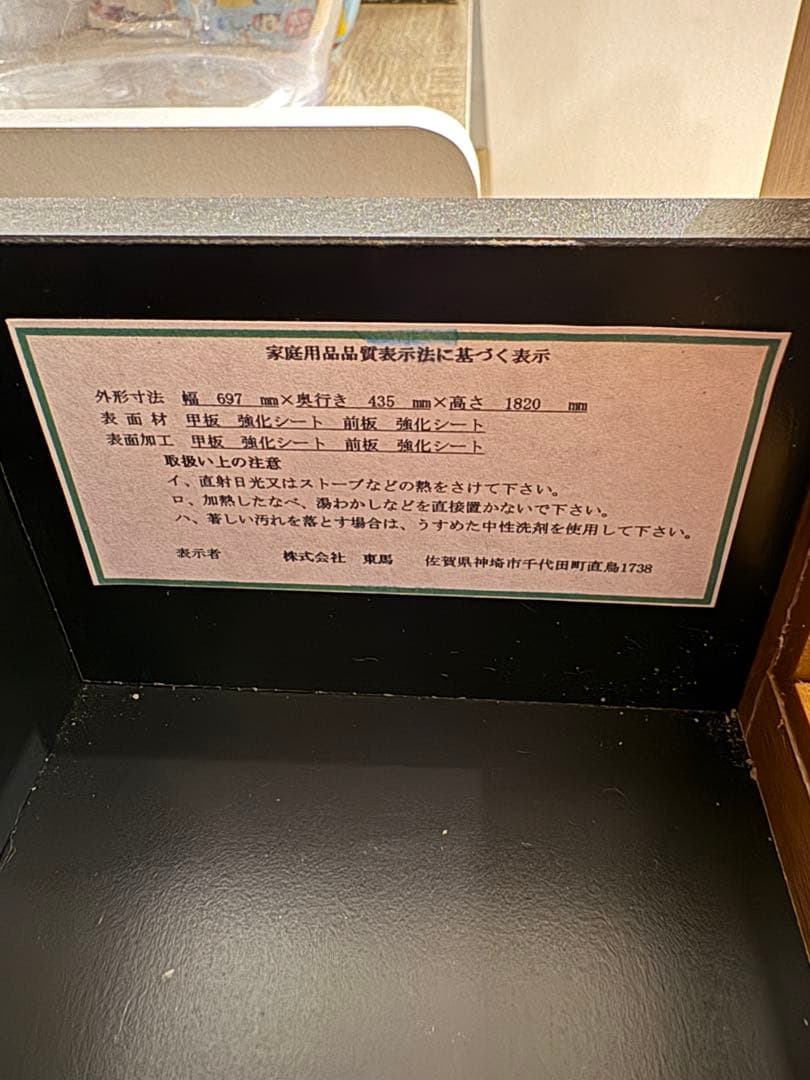 家庭用品品質表示法に基づく表示
外形寸法 幅 697 ㎜×奥行き 435 ㎜×高さ 1820 ㎜
表面材 甲板 強化シート 前板 強化シート
表面加工 甲板 強化シート 前板 強化シート
取扱い上の注意
イ、直射日光又はストーブなどの熱をさけて下さい。
ロ、加熱したなべ、湯わかしなどを直接置かないで下さい。
ハ、著しい汚れを落とす場合は、うすめた中性洗剤を使用して下さい。
表示者 株式会社 東馬 佐賀県神埼市千代田町直鳥1738